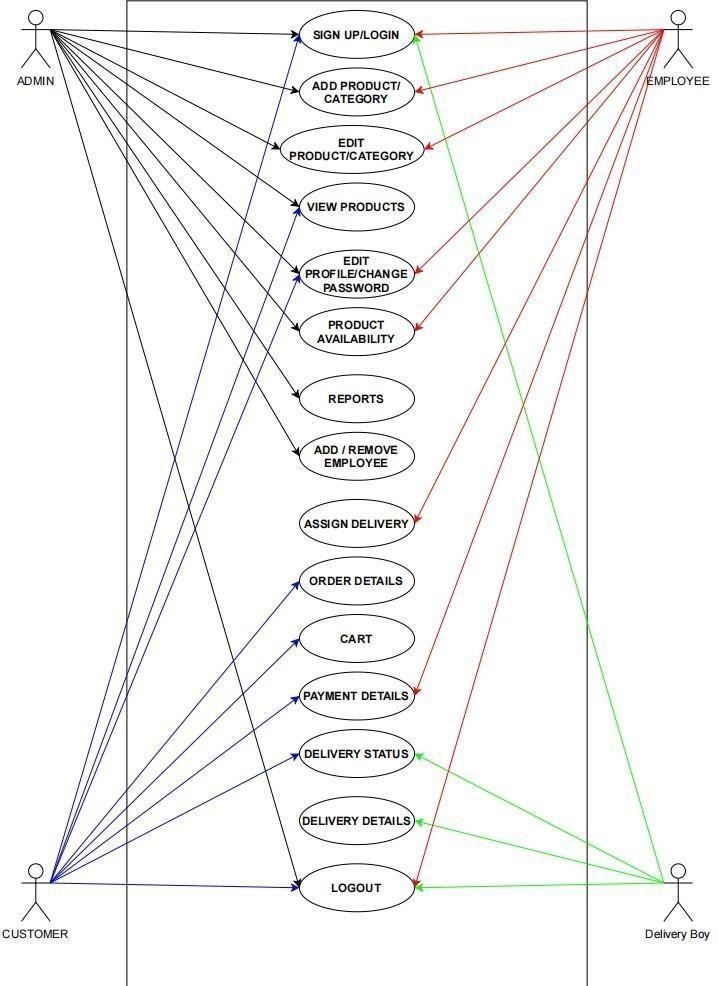 SIGN UP/LOGIN
ADMIN
EMPLOYEE
ADD PRODUCT/
CATEGORY
EDIT
PRODUCT/CATEGORY
VIEW PRODUCTS
EDIT
PROFILE/CHANGE
PASSWORD
PRODUCT
AVAILABILITY
REPORTS
ADD / REMOVE
EMPLOYEE
ASSIGN DELIVERY
ORDER DETAILS
CART
PAYMENT DETAILS
DELIVERY STATUS
DELIVERY DETAILS
LOGOUT
CUSTOMER
Delivery Boy